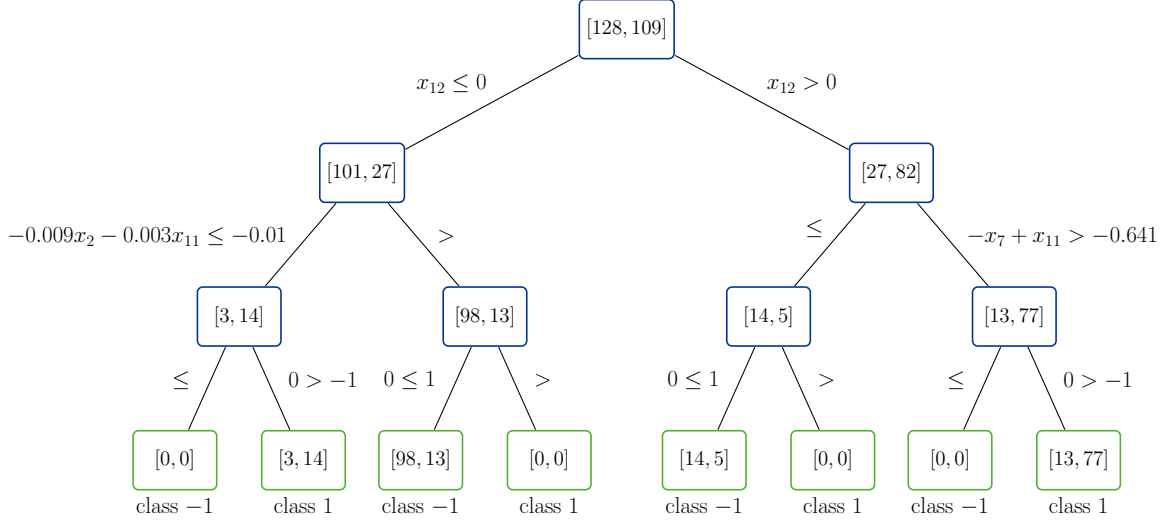 [128, 109]
x₁₂ ≤ 0
x₁₂ > 0
[101, 27]
[27, 82]
−0.009x₂ − 0.003x₁₁ ≤ −0.01
>
≤
-x₇ + x₁₁ > −0.641
[3, 14]
[98, 13]
[14, 5]
[13, 77]
≤
0 > −1
0 ≤ 1
>
0 ≤ 1
>
≤
0 > −1
[0, 0]
[3, 14]
[98, 13]
[0, 0]
[14, 5]
[0, 0]
[0, 0]
[13, 77]
class −1
class 1
class −1
class 1
class −1
class 1
class −1
class 1